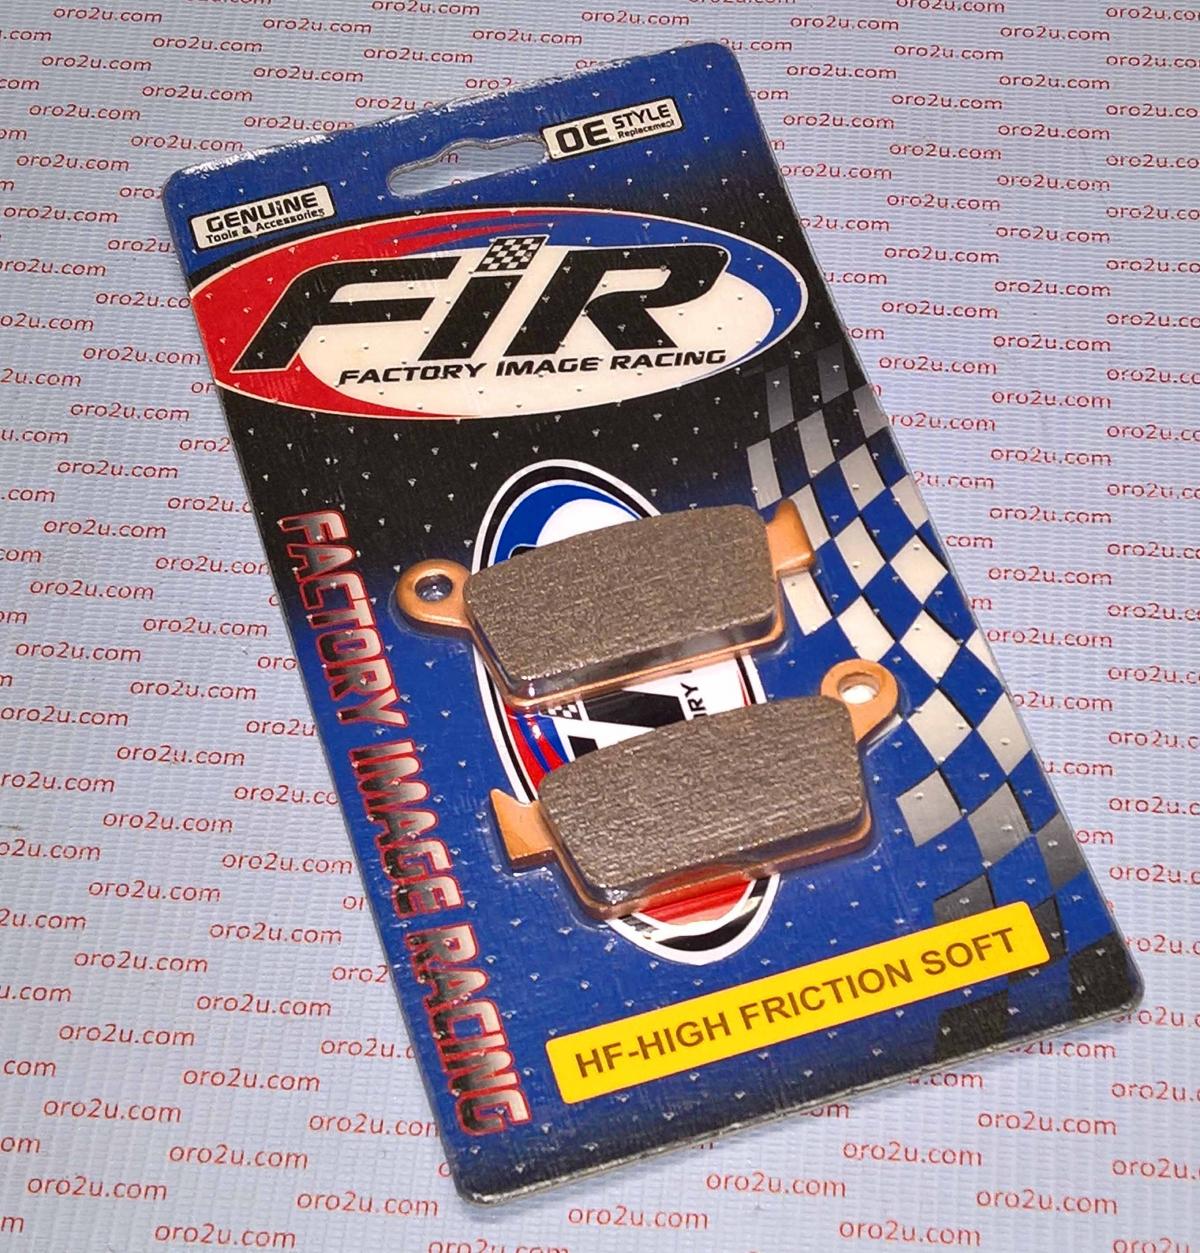 OE STYLE
Replacement
GENUINE
Tools & Accessories
FIR
FACTORY IMAGE RACING
FACTORY IMAGE RACING
RY
HF-HIGH FRICTION SOFT
oro2u.com